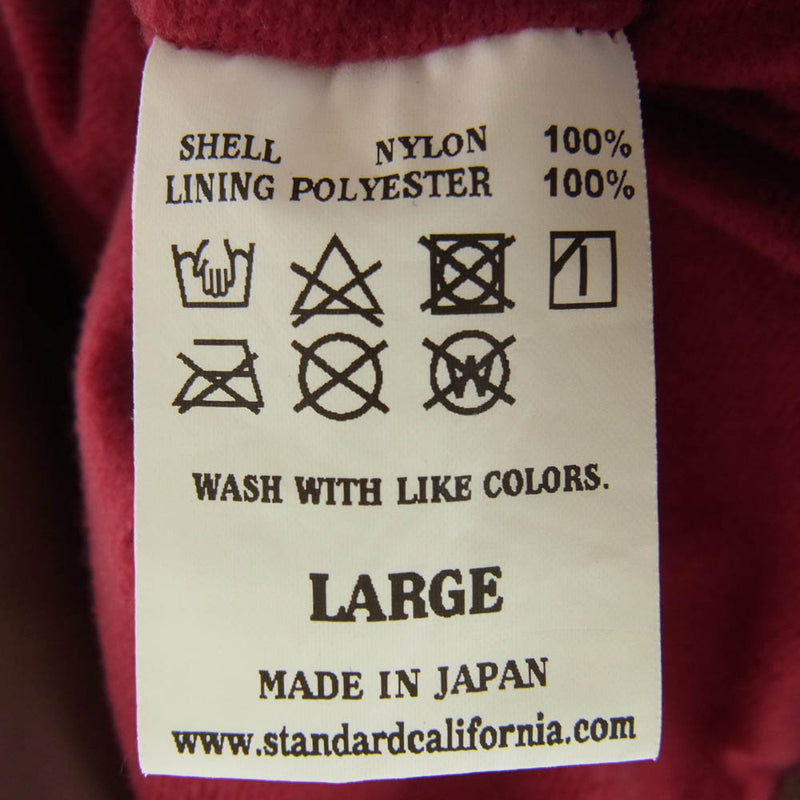 SHELL NYLON 100%
LINING POLYESTER 100%
W
WASH WITH LIKE COLORS.
LARGE
MADE IN JAPAN
www.standardcalifornia.com